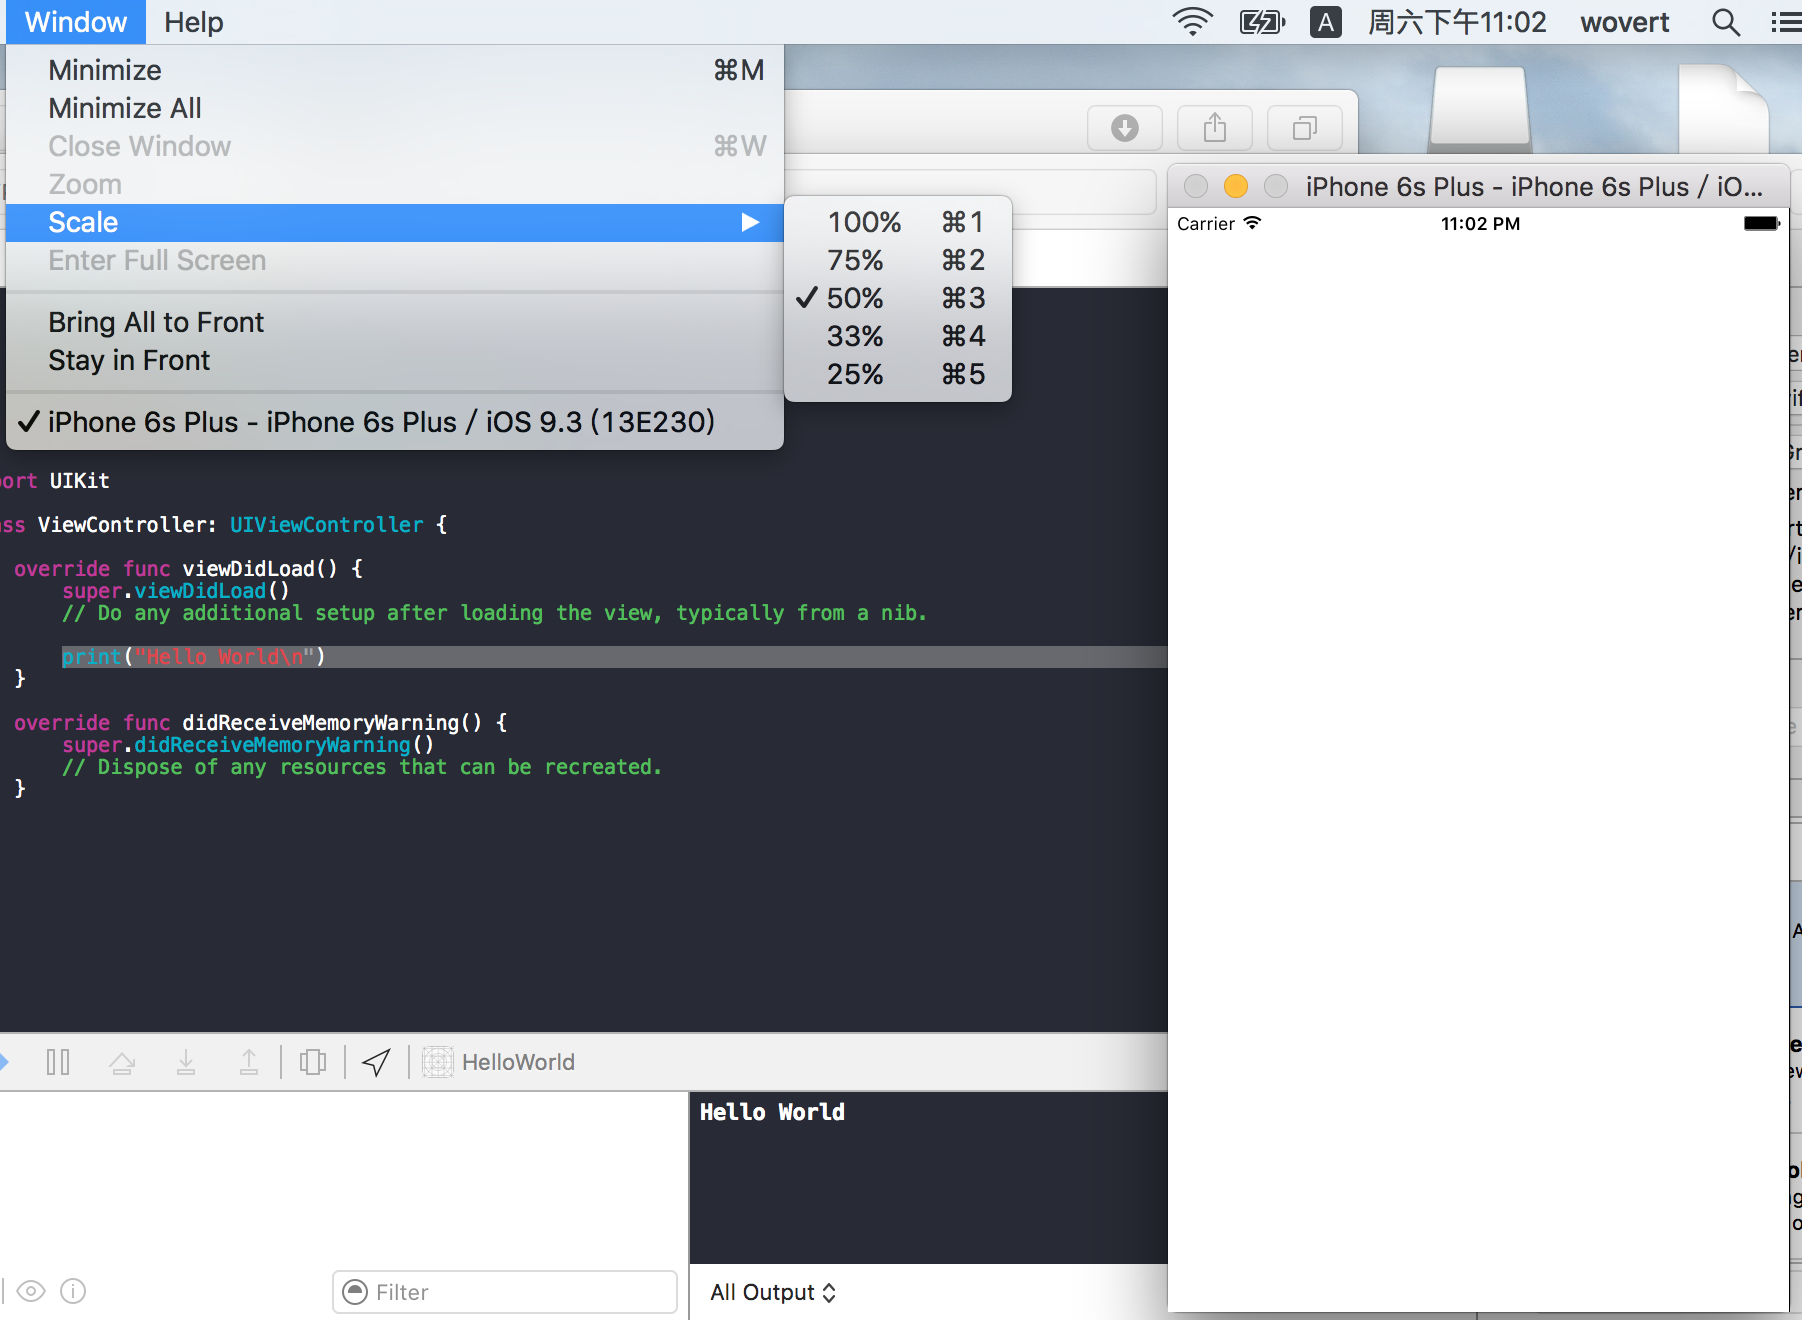 Window Help
A 周六下午11:02 wovert
Minimize ⌘M
Minimize All
Close Window ⌘W
Zoom
Scale
Enter Full Screen
Bring All to Front
Stay in Front
iPhone 6s Plus - iPhone 6s Plus / iOS 9.3 (13E230)
100% ⌘1
75% ⌘2
✓ 50% ⌘3
33% ⌘4
25% ⌘5
iPhone 6s Plus - iPhone 6s Plus / iO...
Carrier 11:02 PM
ort UIKit
ss ViewController: UIViewController {
override func viewDidLoad() {
super.viewDidLoad()
// Do any additional setup after loading the view, typically from a nib.
print("Hello World\n")
}
override func didReceiveMemoryWarning() {
super.didReceiveMemoryWarning()
// Dispose of any resources that can be recreated.
}
HelloWorld
Hello World
Filter
All Output